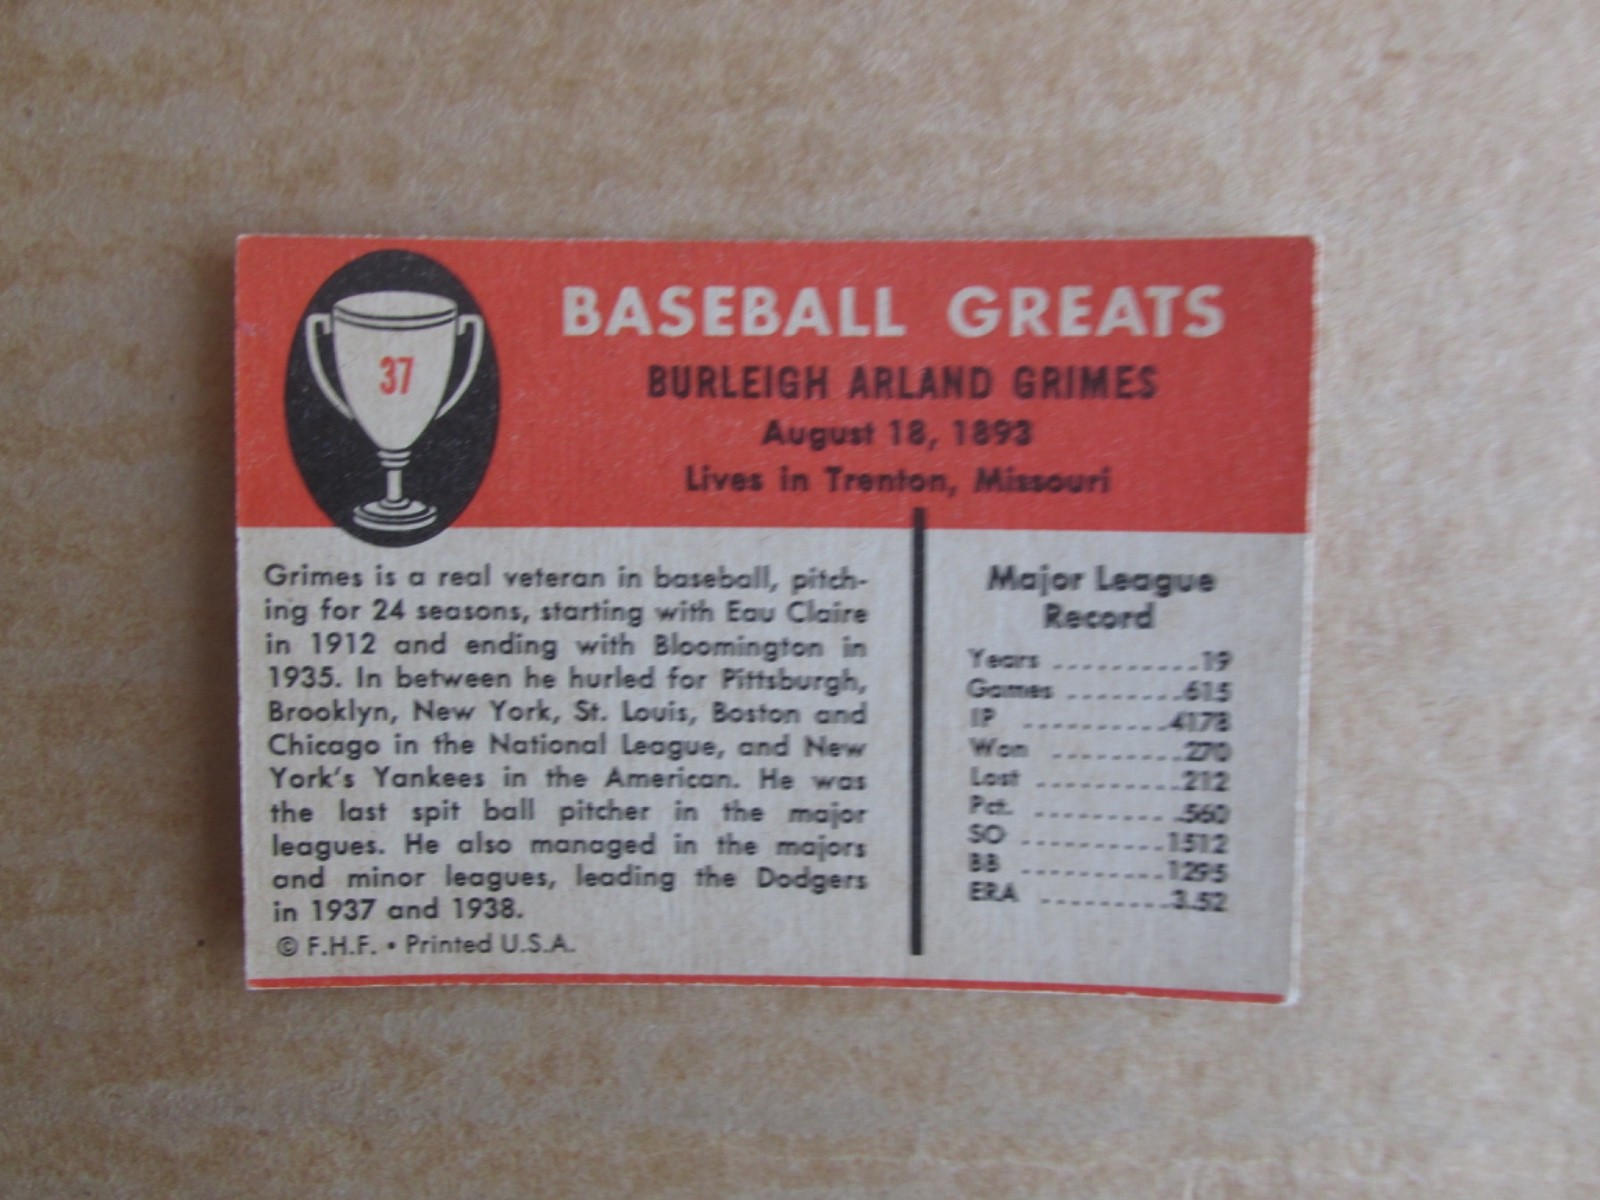 37
BASEBALL GREATS
BURLEIGH ARLAND GRIMES
August 18, 1893
Lives in Trenton, Missouri
Grimes is a real veteran in baseball, pitch-
ing for 24 seasons, starting with Eau Claire
in 1912 and ending with Bloomington in
1935. In between he hurled for Pittsburgh,
Brooklyn, New York, St. Louis, Boston and
Chicago in the National League, and New
York's Yankees in the American. He was
the last spit ball pitcher in the major
leagues. He also managed in the majors
and minor leagues, leading the Dodgers
in 1937 and 1938.
© F.H.F. • Printed U.S.A.
Major League
Record
Years ..........19
Games ........615
IP ..........4178
Won .........270
Lost ..........212
Pct. ..........560
SO ..........1512
BB ..........1295
ERA .........3.52